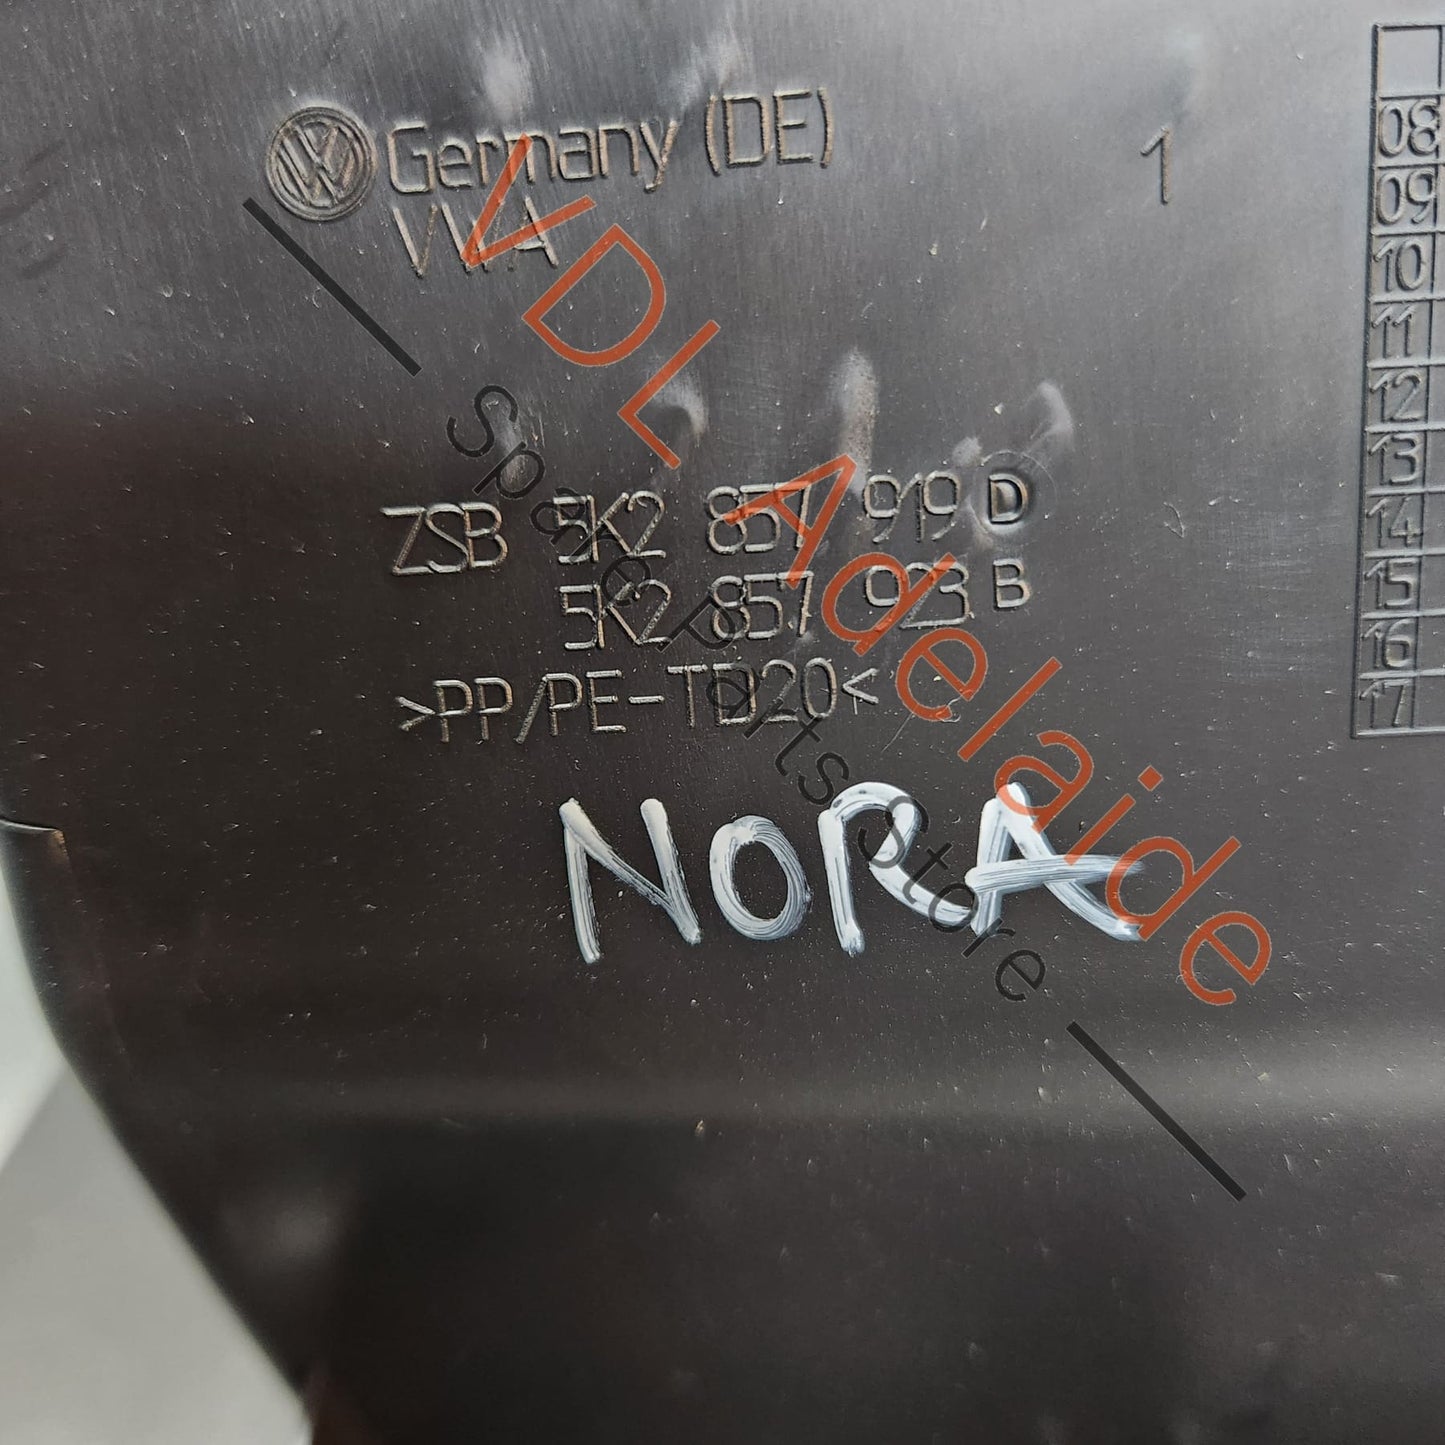 Germany (DE)
VWA
1
08
09
10
11
12
13
14
15
16
17
ZSB 5K2 857 919 D
5K2 857 923 B
>PP/PE-TD20<
NORA
VDL Adelaide
Spare Parts Store